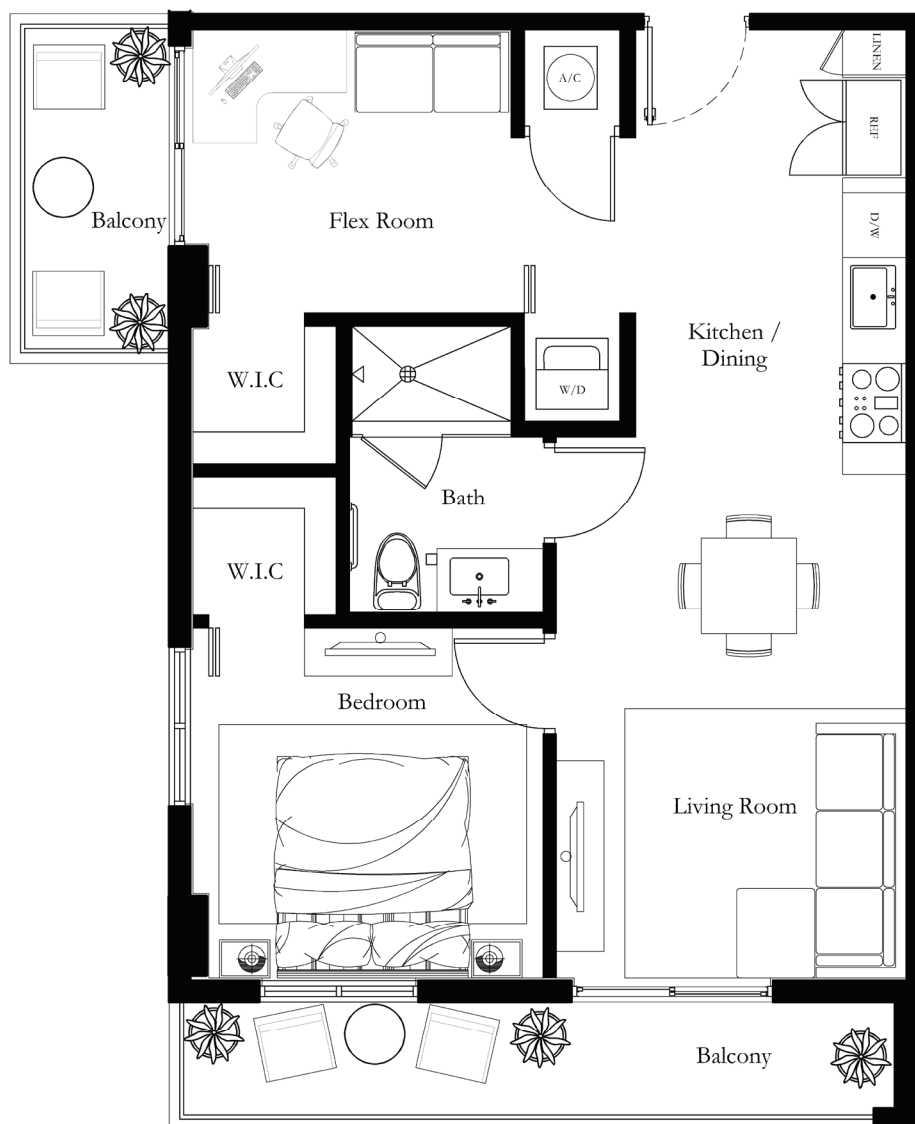 LINEN
A/C
REF
Balcony
Flex Room
D/W
Kitchen /
Dining
W.I.C
W/D
Bath
W.I.C
Bedroom
Living Room
Balcony